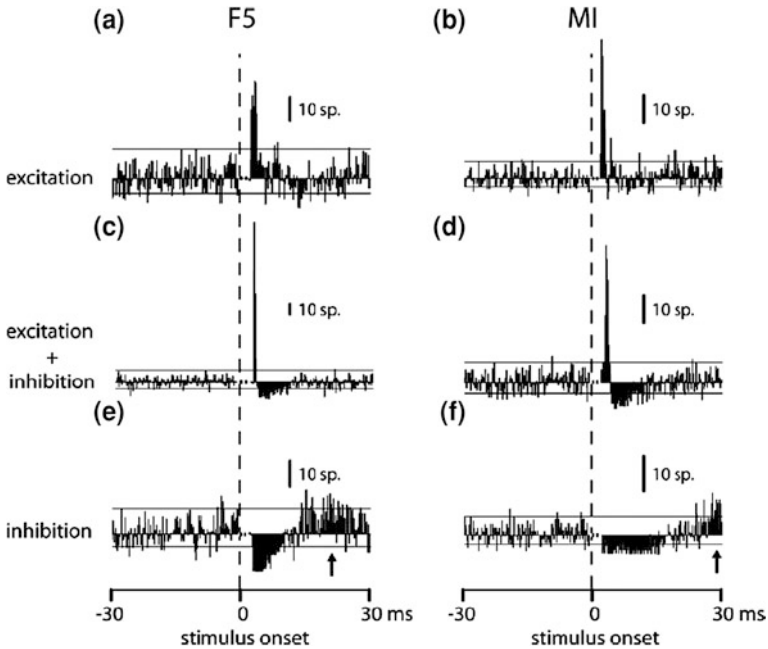 (a) F5 (b) MI
10 sp. 10 sp.
excitation
(c) (d)
10 sp. 10 sp.
excitation
+
inhibition
(e) (f)
10 sp. 10 sp.
inhibition
-30 0 30 ms -30 0 30 ms
stimulus onset stimulus onset